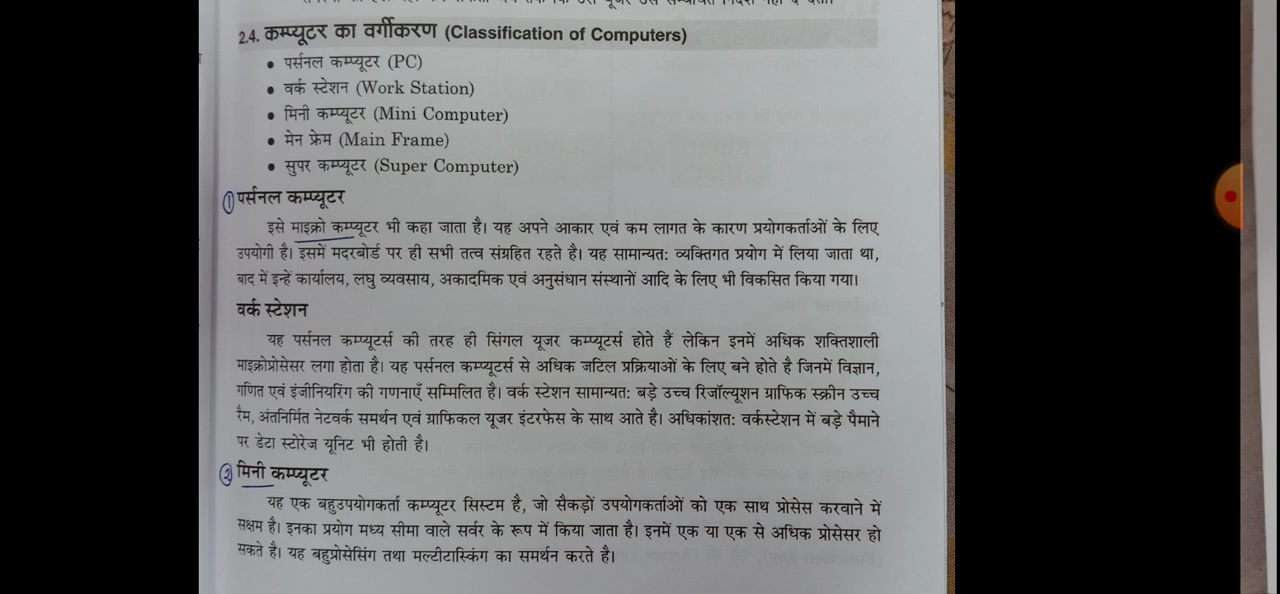 2.4. कम्प्यूटर का वर्गीकरण (Classification of Computers)
• पर्सनल कम्प्यूटर (PC)
• वर्क स्टेशन (Work Station)
• मिनी कम्प्यूटर (Mini Computer)
• मेन फ्रेम (Main Frame)
• सुपर कम्प्यूटर (Super Computer)
① पर्सनल कम्प्यूटर
इसे माइक्रो कम्प्यूटर भी कहा जाता है। यह अपने आकार एवं कम लागत के कारण प्रयोगकर्ताओं के लिए
उपयोगी है। इसमें मदरबोर्ड पर ही सभी तत्व संग्रहित रहते है। यह सामान्यत: व्यक्तिगत प्रयोग में लिया जाता था,
बाद में इन्हें कार्यालय, लघु व्यवसाय, अकादमिक एवं अनुसंधान संस्थानों आदि के लिए भी विकसित किया गया।
वर्क स्टेशन
यह पर्सनल कम्प्यूटर्स की तरह ही सिंगल यूजर कम्प्यूटर्स होते हैं लेकिन इनमें अधिक शक्तिशाली
माइक्रोप्रोसेसर लगा होता है। यह पर्सनल कम्प्यूटर्स से अधिक जटिल प्रक्रियाओं के लिए बने होते है जिनमें विज्ञान,
गणित एवं इंजीनियरिंग की गणनाएँ सम्मिलित है। वर्क स्टेशन सामान्यत: बड़े उच्च रिजॉल्यूशन ग्राफिक स्क्रीन उच्च
रैम, अंतनिर्मित नेटवर्क समर्थन एवं ग्राफिकल यूजर इंटरफेस के साथ आते है। अधिकांशत: वर्कस्टेशन में बड़े पैमाने
पर डेटा स्टोरेज यूनिट भी होती है।
② मिनी कम्प्यूटर
यह एक बहुउपयोगकर्ता कम्प्यूटर सिस्टम है, जो सैकड़ों उपयोगकर्ताओं को एक साथ प्रोसेस करवाने में
सक्षम है। इनका प्रयोग मध्य सीमा वाले सर्वर के रूप में किया जाता है। इनमें एक या एक से अधिक प्रोसेसर हो
सकते है। यह बहुप्रोसेसिंग तथा मल्टीटास्किंग का समर्थन करते है।